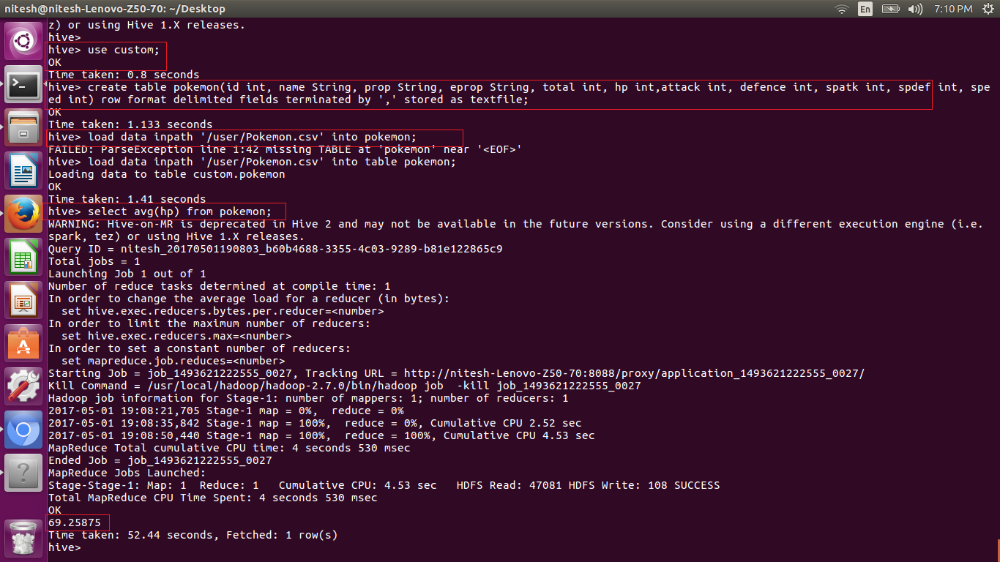 nitesh@nitesh-Lenovo-Z50-70: ~/Desktop
En
7:10 PM
z) or using Hive 1.X releases.
hive>
hive> use custom;
OK
Time taken: 0.8 seconds
hive> create table pokemon(id int, name String, prop String, eprop String, total int, hp int,attack int, defence int, spatk int, spdef int, spe
ed int) row format delimited fields terminated by ',' stored as textfile;
OK
Time taken: 1.133 seconds
hive> load data inpath '/user/Pokemon.csv' into pokemon;
FAILED: ParseException line 1:42 missing TABLE at 'pokemon' near '<EOF>'
hive> load data inpath '/user/Pokemon.csv' into table pokemon;
Loading data to table custom.pokemon
OK
Time taken: 1.41 seconds
hive> select avg(hp) from pokemon;
WARNING: Hive-on-MR is deprecated in Hive 2 and may not be available in the future versions. Consider using a different execution engine (i.e.
spark, tez) or using Hive 1.X releases.
Query ID = nitesh_20170501190803_b60b4688-3355-4c03-9289-b81e122865c9
Total jobs = 1
Launching Job 1 out of 1
Number of reduce tasks determined at compile time: 1
In order to change the average load for a reducer (in bytes):
  set hive.exec.reducers.bytes.per.reducer=<number>
In order to limit the maximum number of reducers:
  set hive.exec.reducers.max=<number>
In order to set a constant number of reducers:
  set mapreduce.job.reduces=<number>
Starting Job = job_1493621222555_0027, Tracking URL = http://nitesh-Lenovo-Z50-70:8088/proxy/application_1493621222555_0027/
Kill Command = /usr/local/hadoop/hadoop-2.7.0/bin/hadoop job  -kill job_1493621222555_0027
Hadoop job information for Stage-1: number of mappers: 1; number of reducers: 1
2017-05-01 19:08:21,705 Stage-1 map = 0%,  reduce = 0%
2017-05-01 19:08:35,842 Stage-1 map = 100%,  reduce = 0%, Cumulative CPU 2.52 sec
2017-05-01 19:08:50,440 Stage-1 map = 100%,  reduce = 100%, Cumulative CPU 4.53 sec
MapReduce Total cumulative CPU time: 4 seconds 530 msec
Ended Job = job_1493621222555_0027
MapReduce Jobs Launched:
Stage-Stage-1: Map: 1  Reduce: 1   Cumulative CPU: 4.53 sec   HDFS Read: 47081 HDFS Write: 108 SUCCESS
Total MapReduce CPU Time Spent: 4 seconds 530 msec
OK
69.25875
Time taken: 52.44 seconds, Fetched: 1 row(s)
hive>